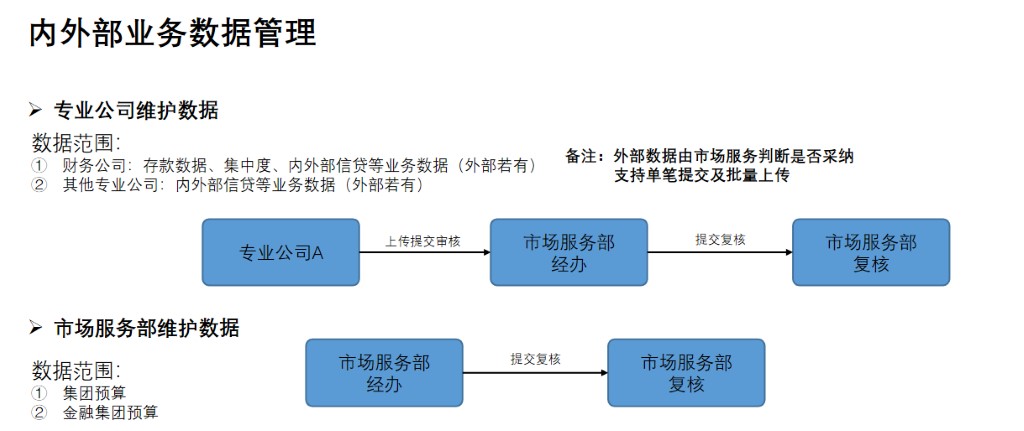 内外部业务数据管理
➢ 专业公司维护数据
数据范围:
① 财务公司：存款数据、集中度、内外部信贷等业务数据（外部若有）
② 其他专业公司：内外部信贷等业务数据（外部若有）
备注：外部数据由市场服务判断是否采纳
支持单笔提交及批量上传
专业公司A
上传提交审核
市场服务部
经办
提交复核
市场服务部
复核
➢ 市场服务部维护数据
数据范围:
① 集团预算
② 金融集团预算
市场服务部
经办
提交复核
市场服务部
复核